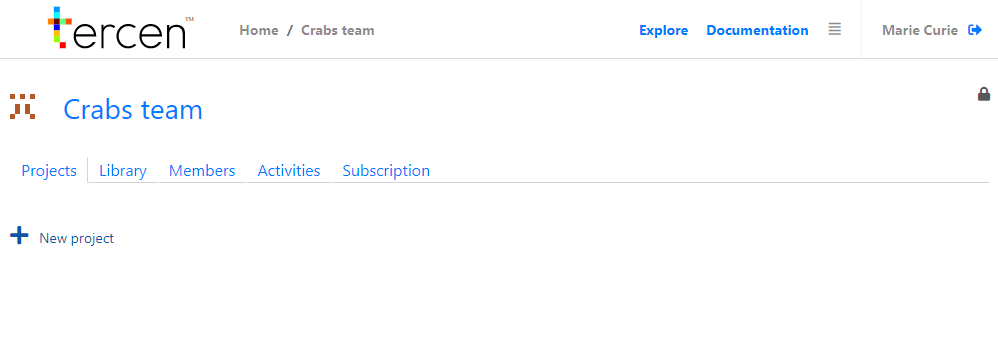 tercen™ Home / Crabs team Explore Documentation Marie Curie
Crabs team
Projects Library Members Activities Subscription
New project